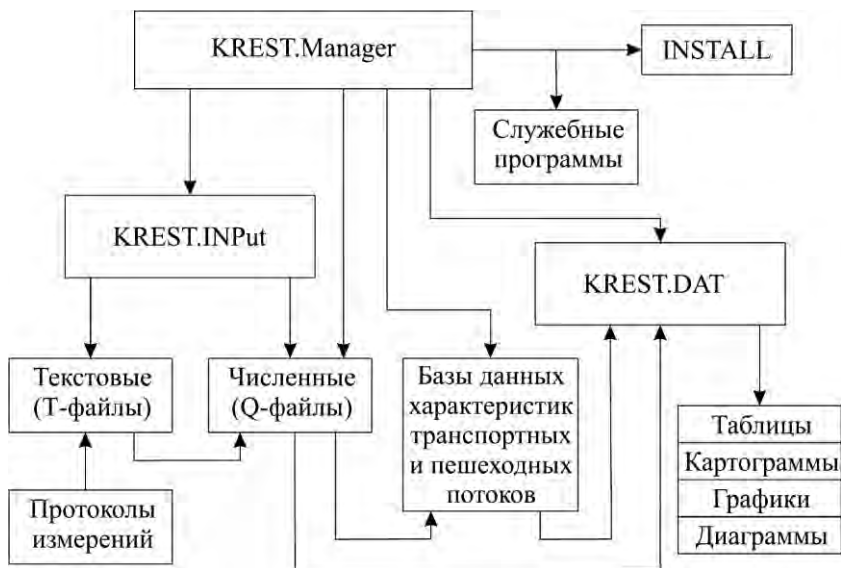 KREST.Manager
INSTALL
Служебные
программы
KREST.INPut
KREST.DAT
Текстовые
(Т-файлы)
Численные
(Q-файлы)
Базы данных
характеристик
транспортных
и пешеходных
потоков
Таблицы
Картограммы
Графики
Диаграммы
Протоколы
измерений